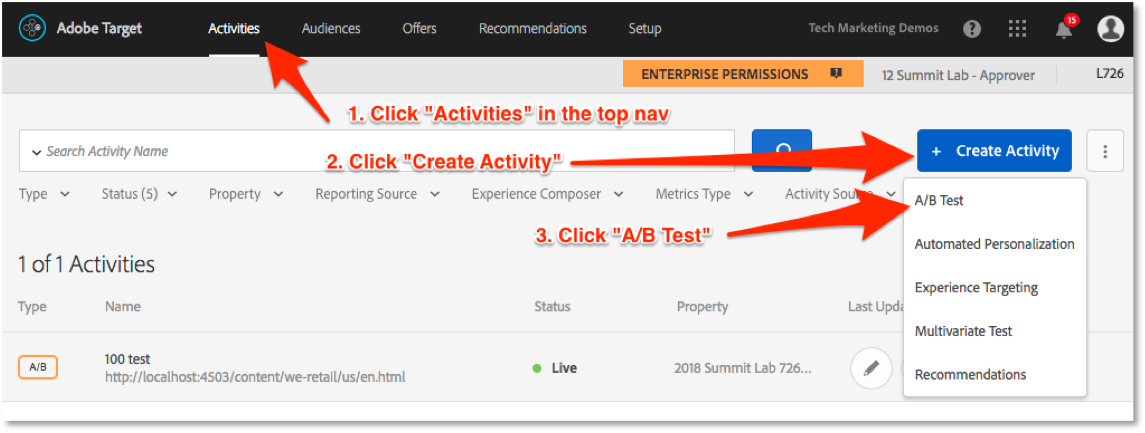 Adobe Target
Activities
Audiences
Offers
Recommendations
Setup
Tech Marketing Demos
?
15
ENTERPRISE PERMISSIONS
12 Summit Lab - Approver
L726
1. Click "Activities" in the top nav
Search Activity Name
2. Click "Create Activity"
+ Create Activity
Type
Status (5)
Property
Reporting Source
Experience Composer
Metrics Type
Activity Source
A/B Test
3. Click "A/B Test"
Automated Personalization
1 of 1 Activities
Experience Targeting
Type
Name
Status
Property
Last Upda
Multivariate Test
A/B
100 test
http://localhost:4503/content/we-retail/us/en.html
Live
2018 Summit Lab 726...
Recommendations